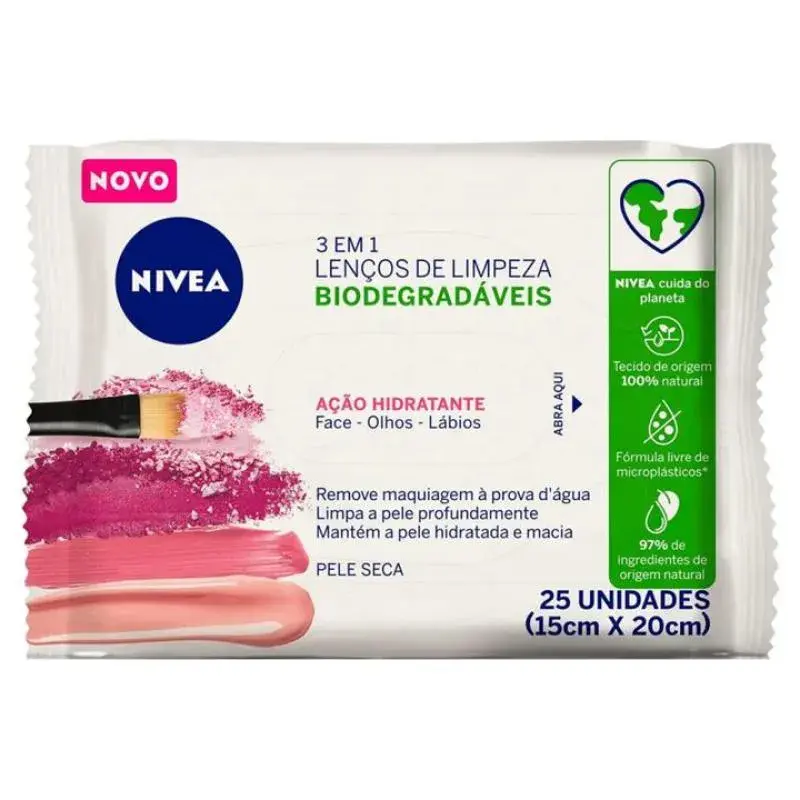 NOVO
NIVEA
3 EM 1
LENÇOS DE LIMPEZA
BIODEGRADÁVEIS
AÇÃO HIDRATANTE
Face - Olhos - Lábios
ABRA AQUI
Remove maquiagem à prova d'água
Limpa a pele profundamente
Mantém a pele hidratada e macia
PELE SECA
NIVEA cuida do
planeta
Tecido de origem
100% natural
Fórmula livre de
microplásticos*
97% de
ingredientes de
origem natural
25 UNIDADES
(15cm X 20cm)